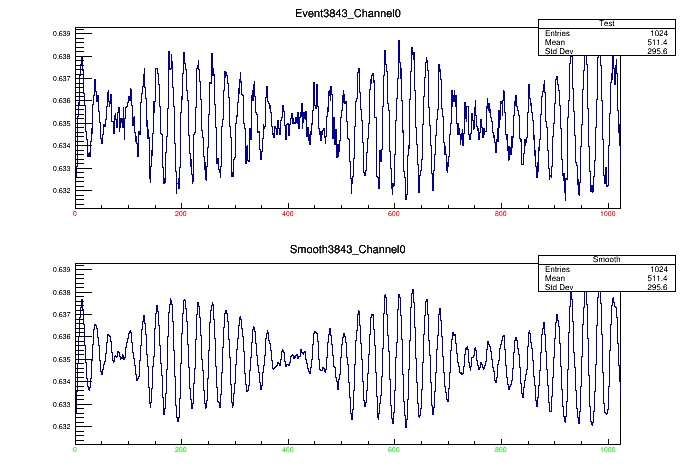 Event3843_Channel0
Test
Entries 1024
Mean 511.4
Std Dev 295.6
0.639
0.638
0.637
0.636
0.635
0.634
0.633
0.632
0 200 400 600 800 1000
Smooth3843_Channel0
Smooth
Entries 1024
Mean 511.4
Std Dev 295.6
0.639
0.638
0.637
0.636
0.635
0.634
0.633
0.632
0 200 400 600 800 1000